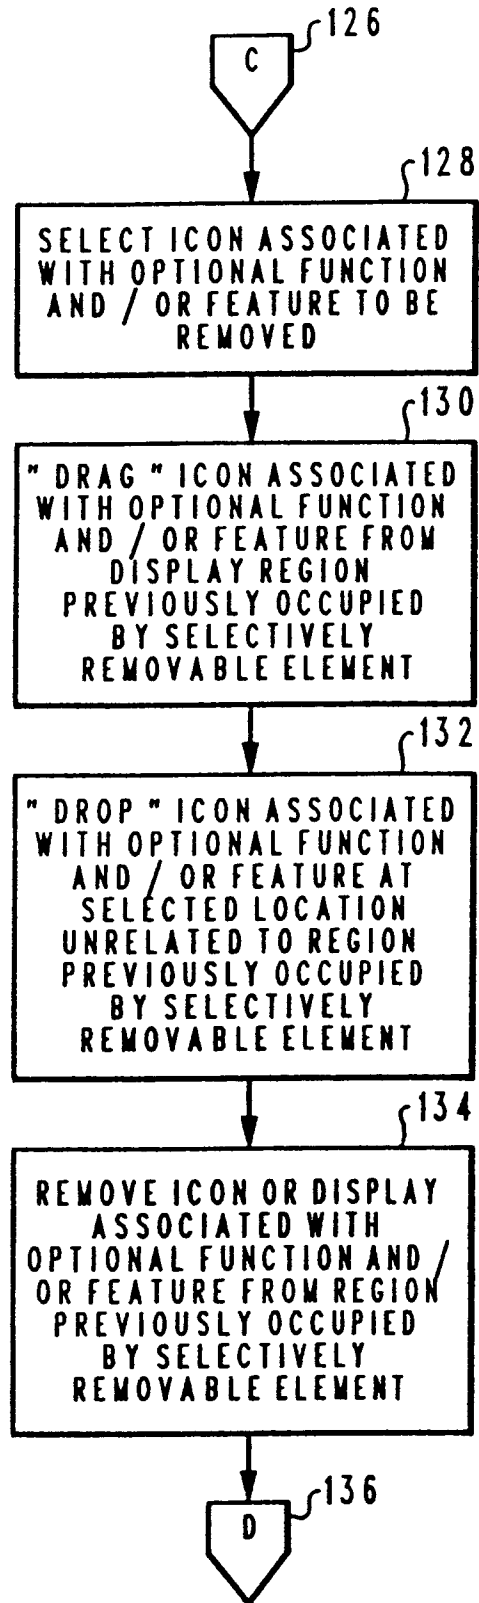 126
C
128
SELECT ICON ASSOCIATED
WITH OPTIONAL FUNCTION
AND / OR FEATURE TO BE
REMOVED
130
" DRAG " ICON ASSOCIATED
WITH OPTIONAL FUNCTION
AND / OR FEATURE FROM
DISPLAY REGION
PREVIOUSLY OCCUPIED
BY SELECTIVELY
REMOVABLE ELEMENT
132
" DROP " ICON ASSOCIATED
WITH OPTIONAL FUNCTION
AND / OR FEATURE AT
SELECTED LOCATION
UNRELATED TO REGION
PREVIOUSLY OCCUPIED
BY SELECTIVELY
REMOVABLE ELEMENT
134
REMOVE ICON OR DISPLAY
ASSOCIATED WITH
OPTIONAL FUNCTION AND /
OR FEATURE FROM REGION
PREVIOUSLY OCCUPIED
BY SELECTIVELY
REMOVABLE ELEMENT
136
D